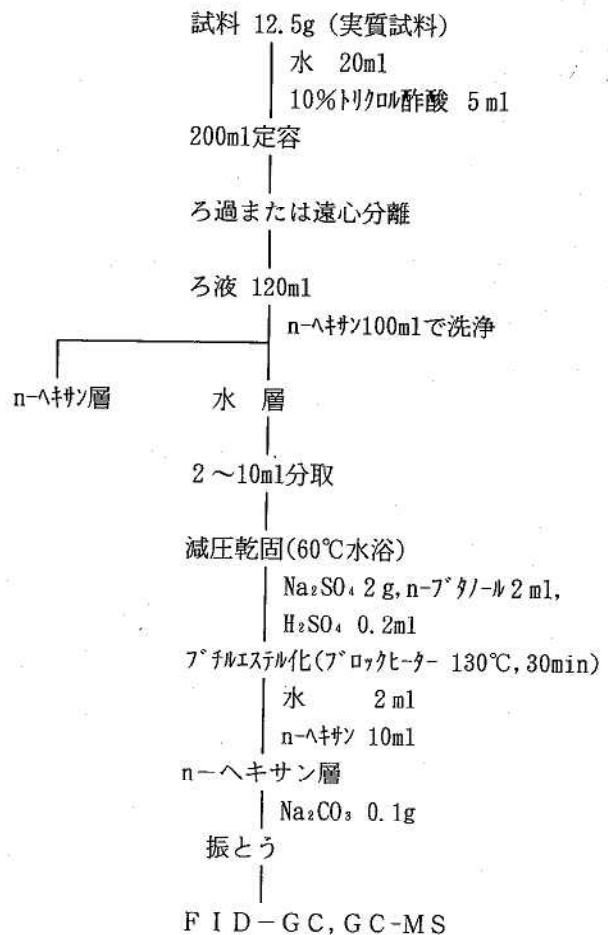 試料 12.5g (実質試料)
水 20ml
10%ﾄﾘｸﾛﾙ酢酸 5ml
200ml定容
ろ過または遠心分離
ろ液 120ml
n-ﾍｷｻﾝ100mlで洗浄
n-ﾍｷｻﾝ層 水 層
2～10ml分取
減圧乾固(60℃水浴)
Na₂SO₄ 2g,n-ﾌﾞﾀﾉｰﾙ2ml,
H₂SO₄ 0.2ml
ﾌﾞﾁﾙｴｽﾃﾙ化(ﾌﾞﾛｯｸﾋｰﾀｰ 130℃,30min)
水 2ml
n-ﾍｷｻﾝ 10ml
n－ヘキサン層
Na₂CO₃ 0.1g
振とう
ＦＩＤ－ＧＣ,ＧＣ-ＭＳ